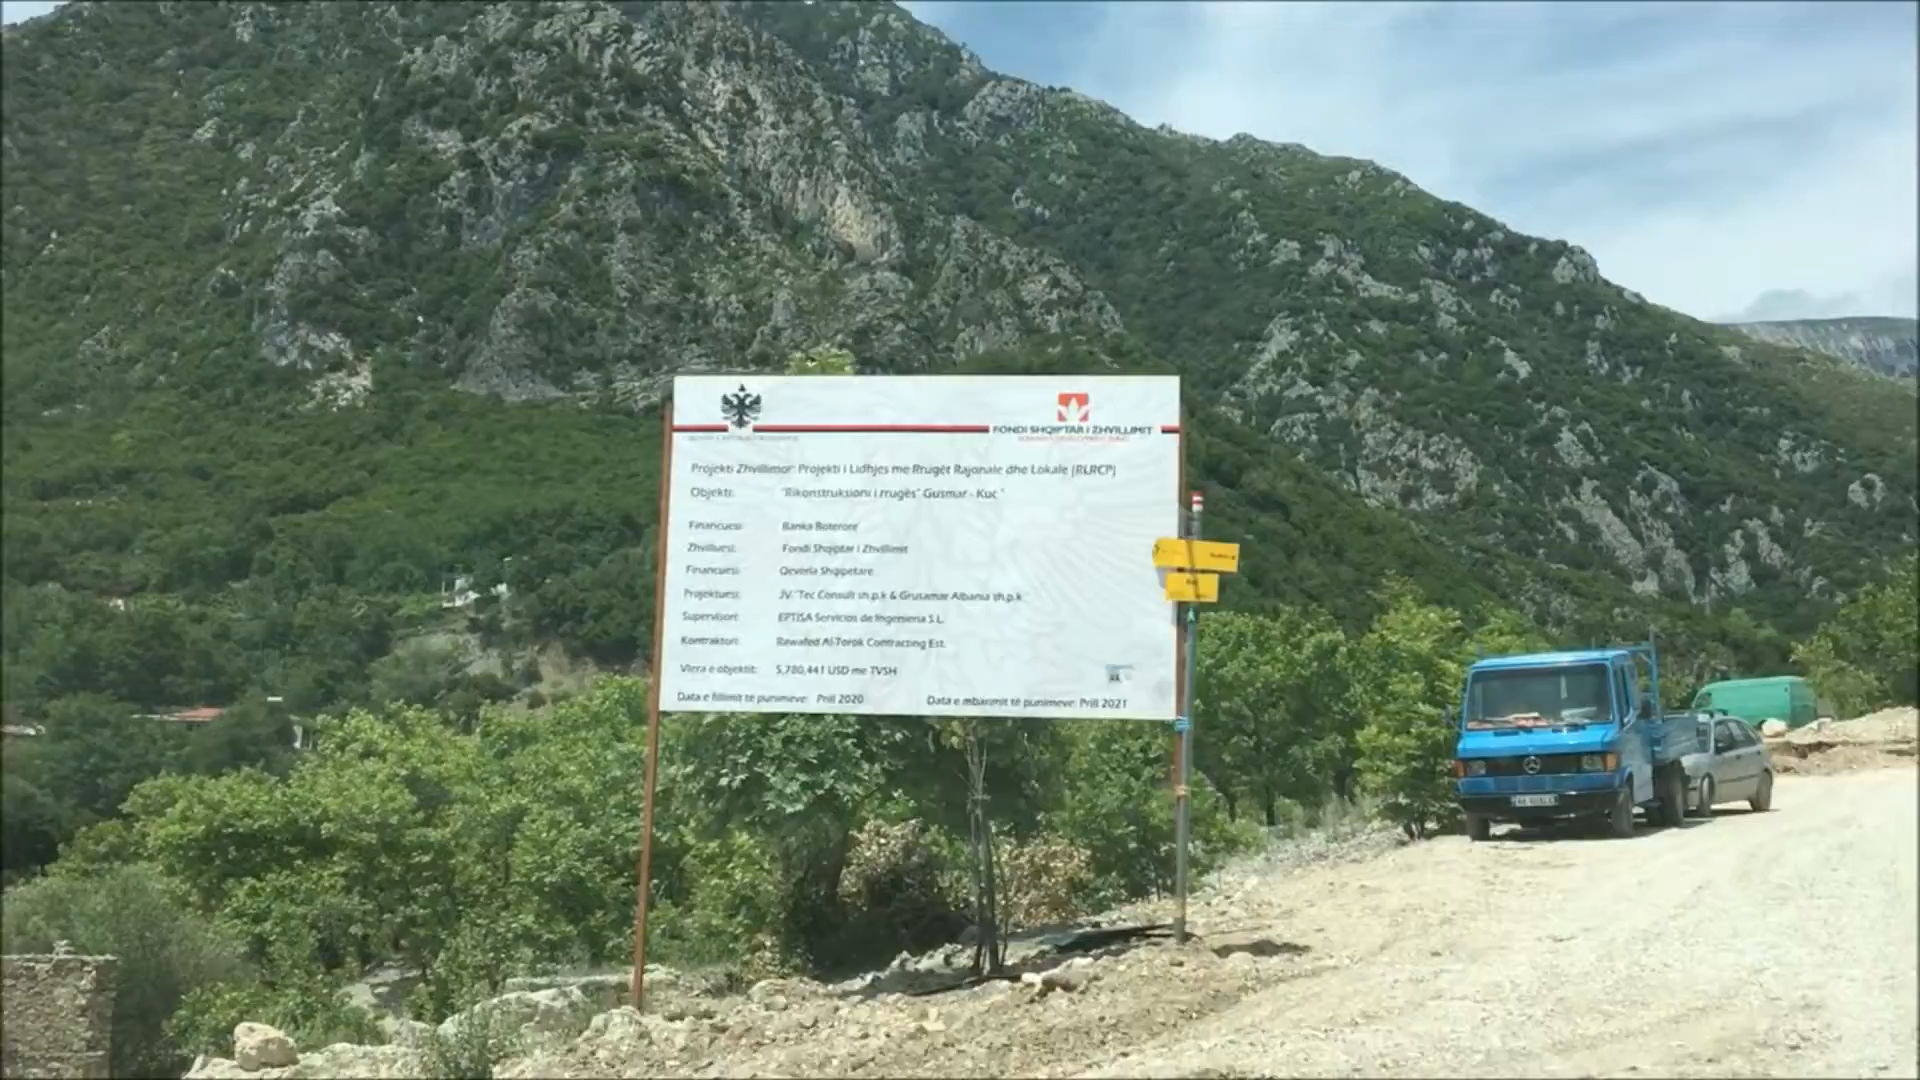 FONDI SHQIPTAR I ZHVILLIMIT
Projekti Zhvillimor: Projekti i Lidhjes me Rrugët Rajonale dhe Lokale (RLRCP)
Objekti: "Rikonstruksioni i rrugës" Gusmar - Kuç "
Financuesi: Banka Boterore
Zhvilluesi: Fondi Shqiptar i Zhvillimit
Financuesi: Qeveria Shqipetare
Projektuesi: JV."Tec Consult sh.p.k & Grusamar Albania sh.p.k
Supervisori: EPTISA Servicios de Ingenieria S.L.
Kontraktori: Rawafed Al-Torok Contracting Est.
Vlera e objektit: 5,780,441 USD me TVSH
Data e fillimit të punimeve: Prill 2020 Data e mbarimit të punimeve: Prill 2021